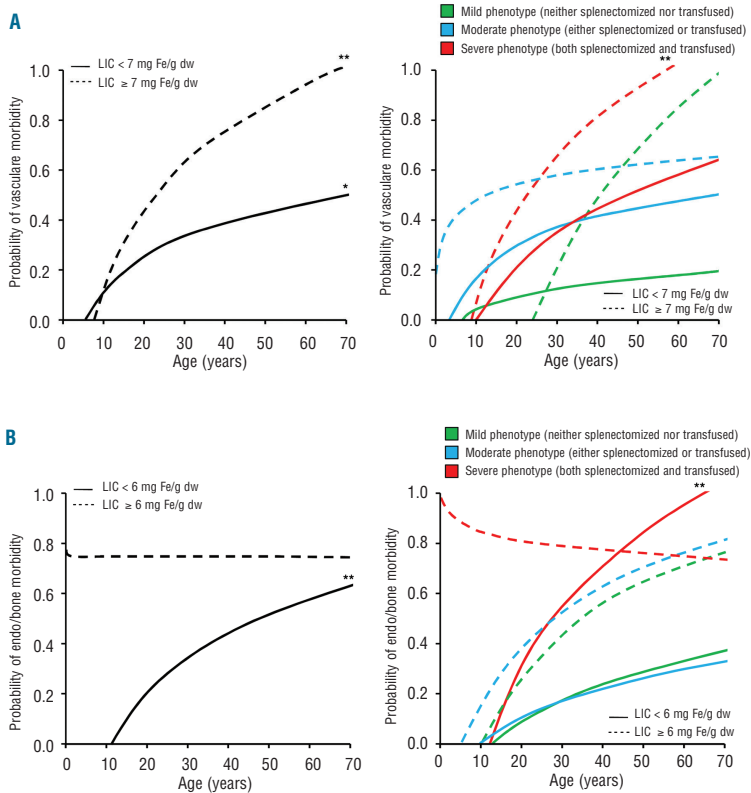 A
LIC < 7 mg Fe/g dw
LIC ≥ 7 mg Fe/g dw
Probability of vasculare morbidity
1.0
0.8
0.6
0.4
0.2
0.0
**
*
0 10 20 30 40 50 60 70
Age (years)
Mild phenotype (neither splenectomized nor transfused)
Moderate phenotype (either splenectomized or transfused)
Severe phenotype (both splenectomized and transfused)
**
Probability of vasculare morbidity
1.0
0.8
0.6
0.4
0.2
0.0
LIC < 7 mg Fe/g dw
LIC ≥ 7 mg Fe/g dw
0 10 20 30 40 50 60 70
Age (years)
B
LIC < 6 mg Fe/g dw
LIC ≥ 6 mg Fe/g dw
Probability of endo/bone morbidity
1.0
0.8
0.6
0.4
0.2
0.0
**
0 10 20 30 40 50 60 70
Age (years)
Mild phenotype (neither splenectomized nor transfused)
Moderate phenotype (either splenectomized or transfused)
Severe phenotype (both splenectomized and transfused)
**
Probability of endo/bone morbidity
1.0
0.8
0.6
0.4
0.2
0.0
LIC < 6 mg Fe/g dw
LIC ≥ 6 mg Fe/g dw
0 10 20 30 40 50 60 70
Age (years)